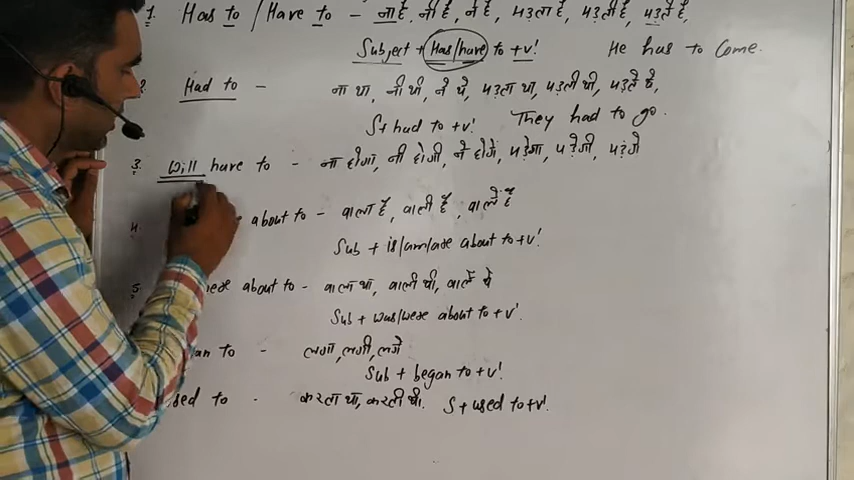 1. Has to / Have to - ना है, नी है, ने है, पड़ता है, पड़ती है, पड़ते है,
Subject + Has/have to + v¹ He has to Come.
2. Had to - ना था, नी थी, ने थे, पड़ता था, पड़ती थी, पड़ते थे,
S + had to + v¹ They had to go.
3. Will have to - ना होगा, नी होगी, ने होगें, पड़ेगा, पड़ेगी, पड़ेगें
4. about to - वाला है, वाली है, वाले हैं
Sub + is/am/are about to + v¹
5. were about to - वाला था, वाली थी, वाले थे
Sub + was/were about to + v¹
an to - लगा, लगी, लगे
Sub + began to + v¹
sed to - करता था, करती थी. S + used to + v¹.